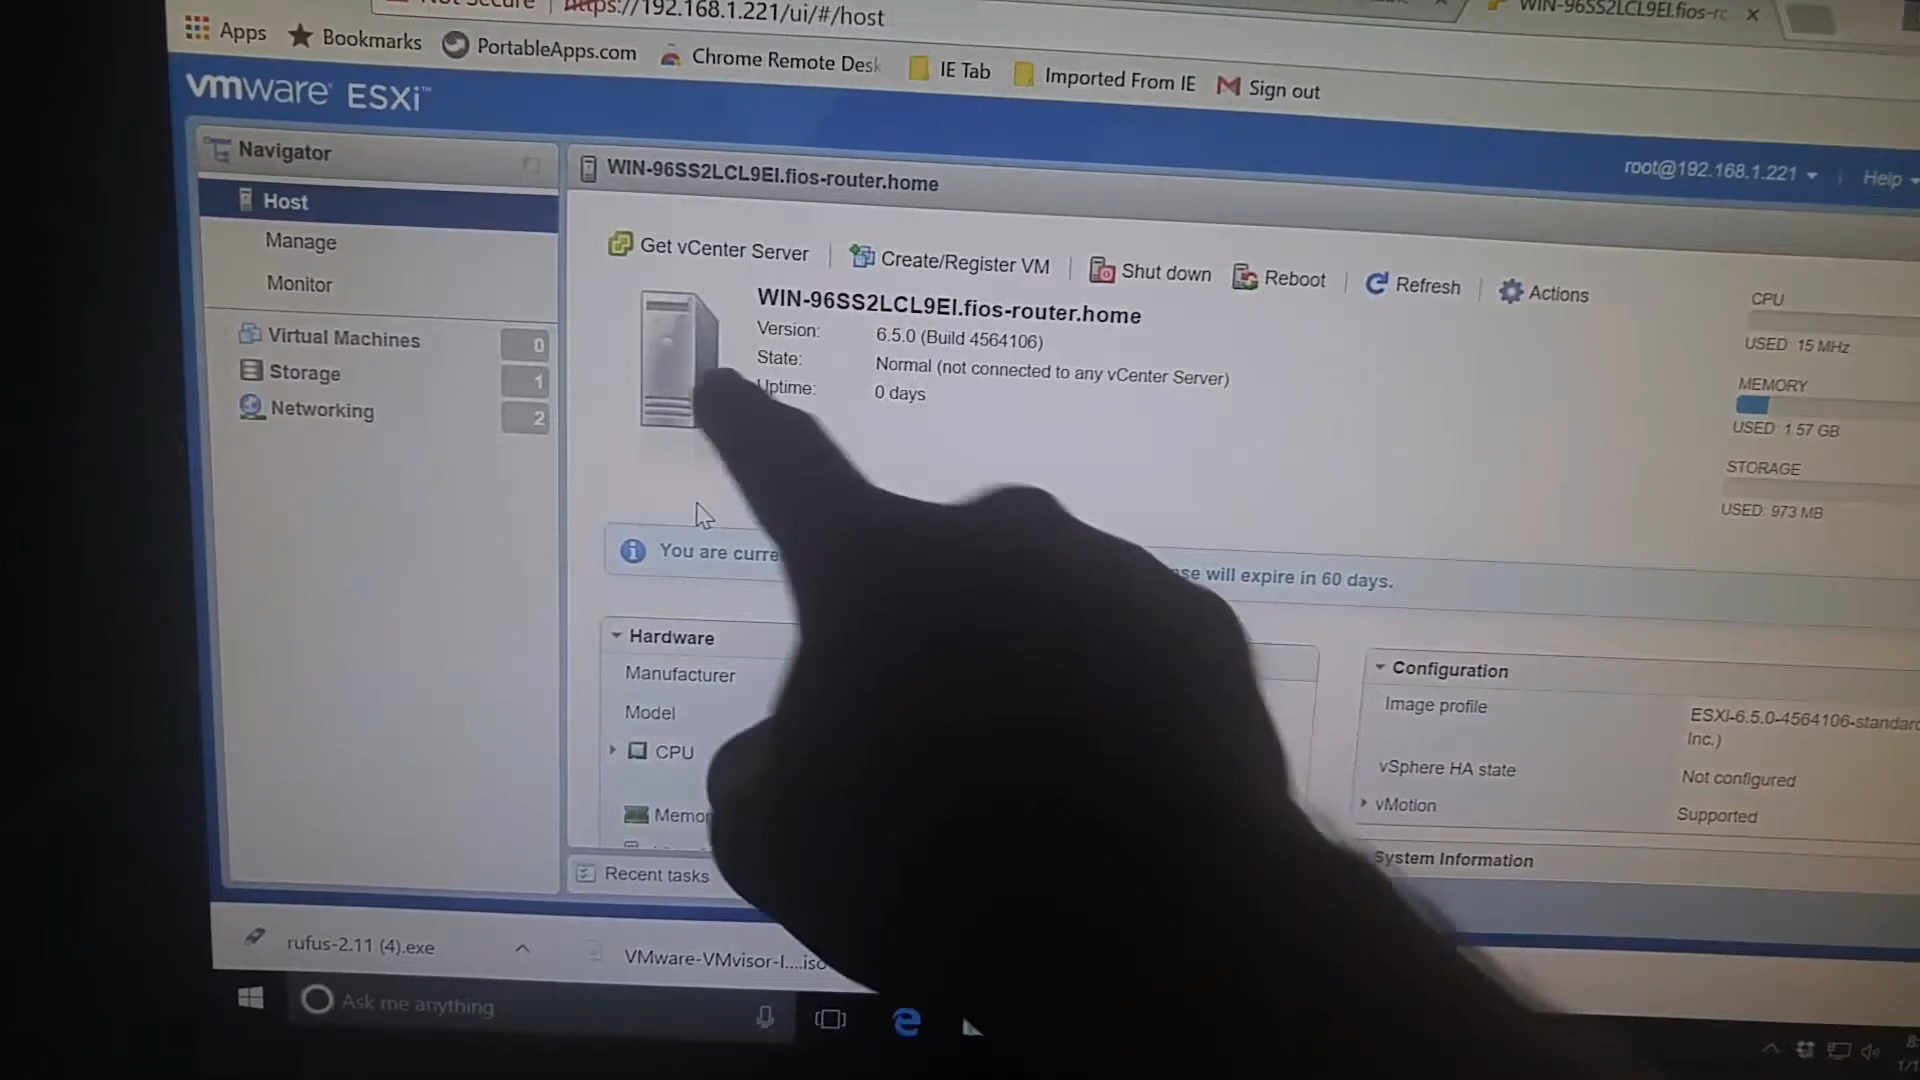 https://192.168.1.221/ui/#/host
WIN-96SS2LCL9EI.fios-ro
Apps
Bookmarks
PortableApps.com
Chrome Remote Desk
IE Tab
Imported From IE
Sign out
vmware ESXi™
root@192.168.1.221
Help
Navigator
WIN-96SS2LCL9EI.fios-router.home
Host
Manage
Monitor
Virtual Machines 0
Storage 1
Networking 2
Get vCenter Server
Create/Register VM
Shut down
Reboot
Refresh
Actions
WIN-96SS2LCL9EI.fios-router.home
Version: 6.5.0 (Build 4564106)
State: Normal (not connected to any vCenter Server)
Uptime: 0 days
CPU
USED: 15 MHz
MEMORY
USED: 1.57 GB
STORAGE
USED: 973 MB
You are curre
se will expire in 60 days.
Hardware
Manufacturer
Model
CPU
Memor
Configuration
Image profile ESXi-6.5.0-4564106-standard
Inc.)
vSphere HA state Not configured
vMotion Supported
System Information
Recent tasks
rufus-2.11 (4).exe
VMware-VMvisor-I....iso
Ask me anything